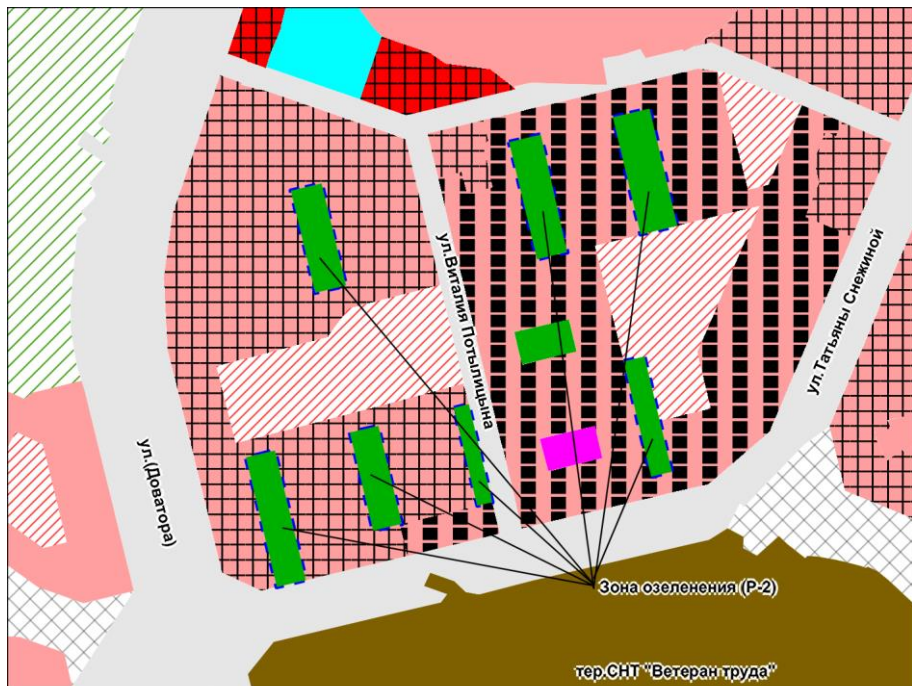 ул.Виталия Потылицына
ул.Татьяны Снежиной
ул.(Доватора)
Зона озеленения (Р-2)
тер.СНТ "Ветеран труда"